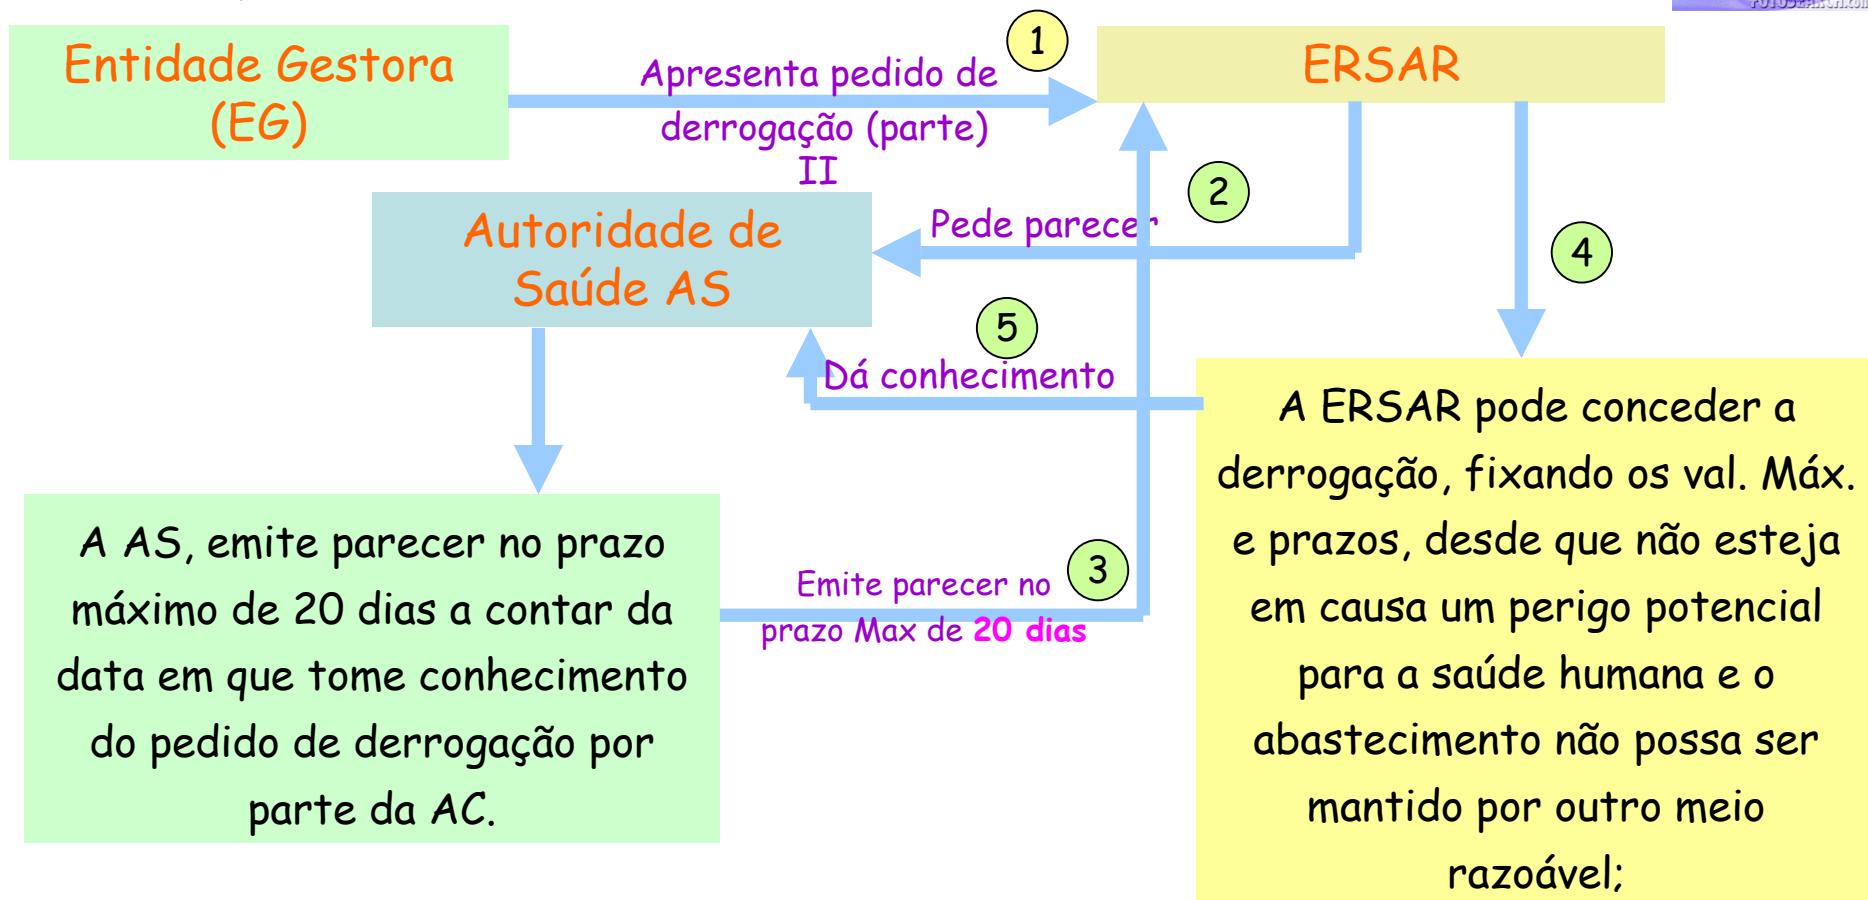 Entidade Gestora
(EG)
1
Apresenta pedido de
derrogação (parte)
II
ERSAR
Autoridade de
Saúde AS
Pede parecer
2
4
5
Dá conhecimento
A AS, emite parecer no prazo
máximo de 20 dias a contar da
data em que tome conhecimento
do pedido de derrogação por
parte da AC.
Emite parecer no
prazo Max de 20 dias
3
A ERSAR pode conceder a
derrogação, fixando os val. Máx.
e prazos, desde que não esteja
em causa um perigo potencial
para a saúde humana e o
abastecimento não possa ser
mantido por outro meio
razoável;